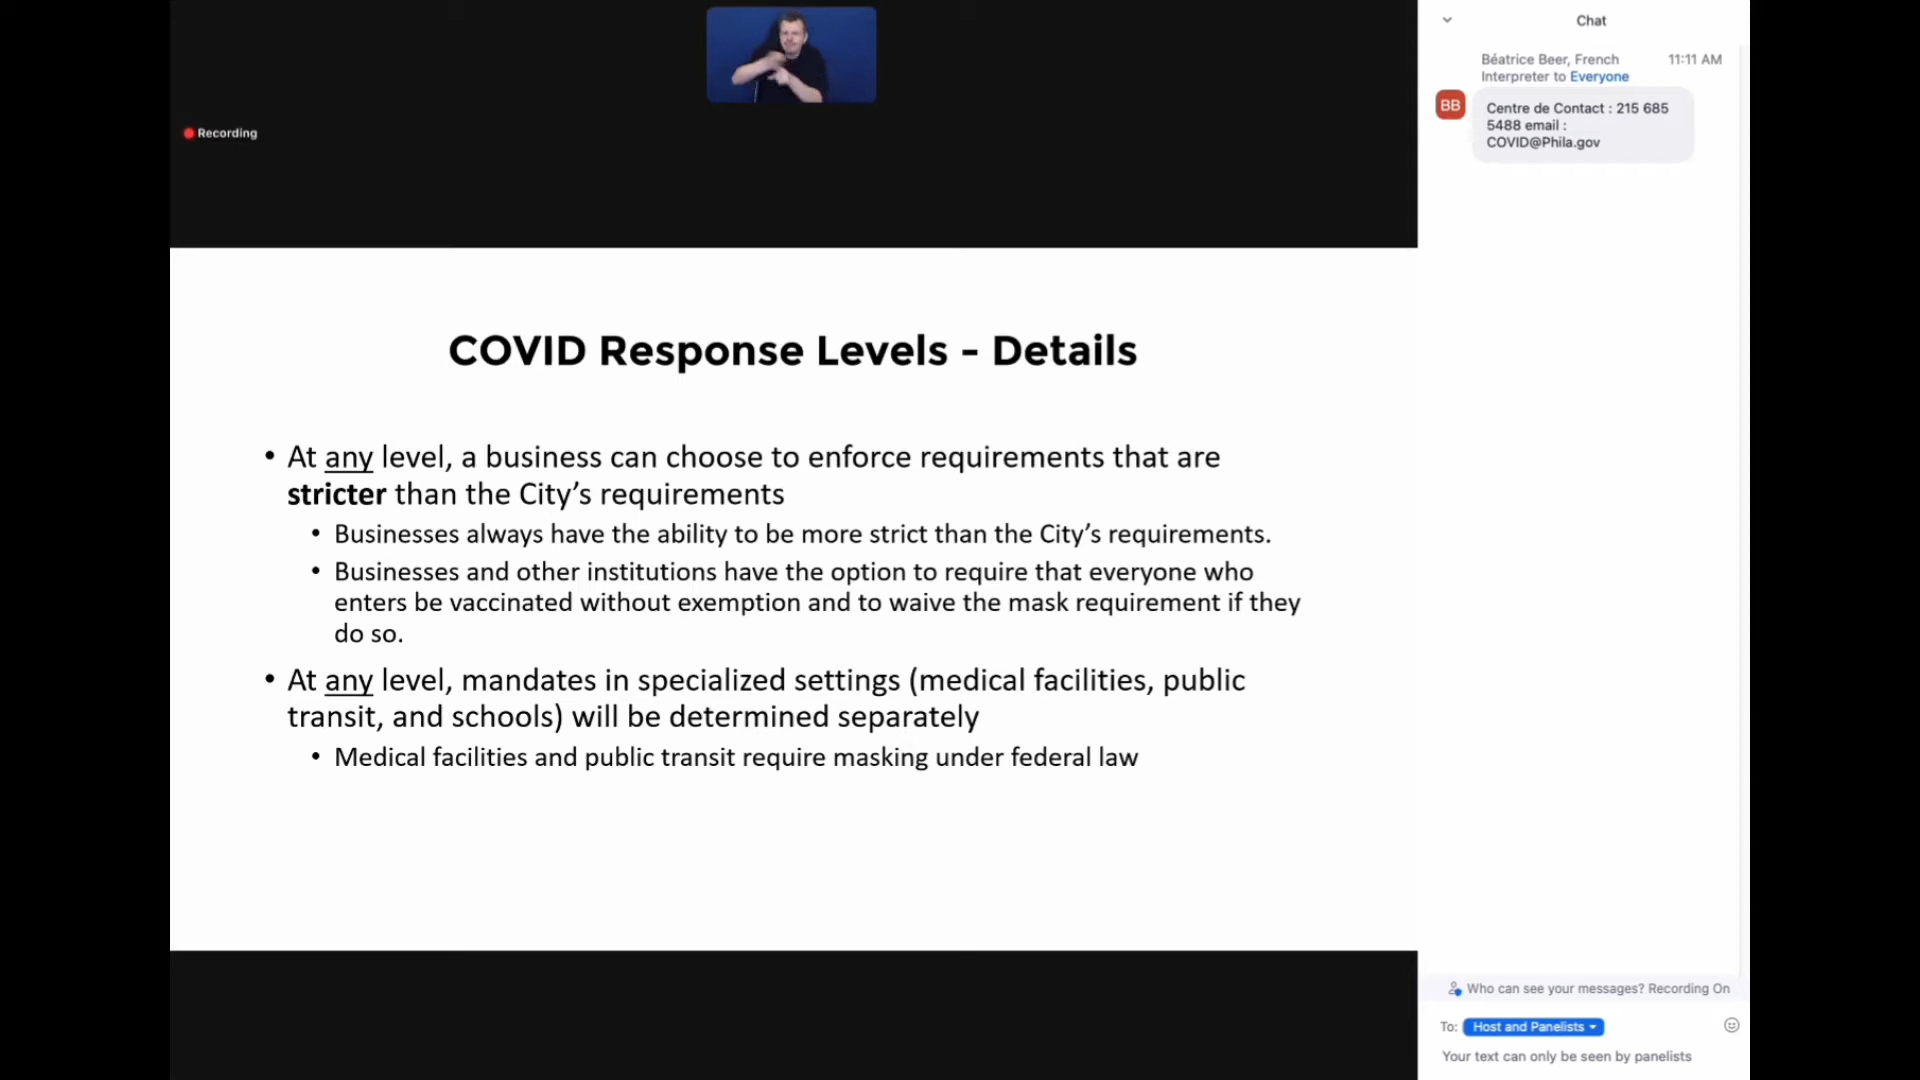 Recording
COVID Response Levels - Details
• At any level, a business can choose to enforce requirements that are
stricter than the City’s requirements
• Businesses always have the ability to be more strict than the City’s requirements.
• Businesses and other institutions have the option to require that everyone who
enters be vaccinated without exemption and to waive the mask requirement if they
do so.
• At any level, mandates in specialized settings (medical facilities, public
transit, and schools) will be determined separately
• Medical facilities and public transit require masking under federal law
Chat
Béatrice Beer, French 11:11 AM
Interpreter to Everyone
BB
Centre de Contact : 215 685
5488 email :
COVID@Phila.gov
Who can see your messages? Recording On
To: Host and Panelists
Your text can only be seen by panelists